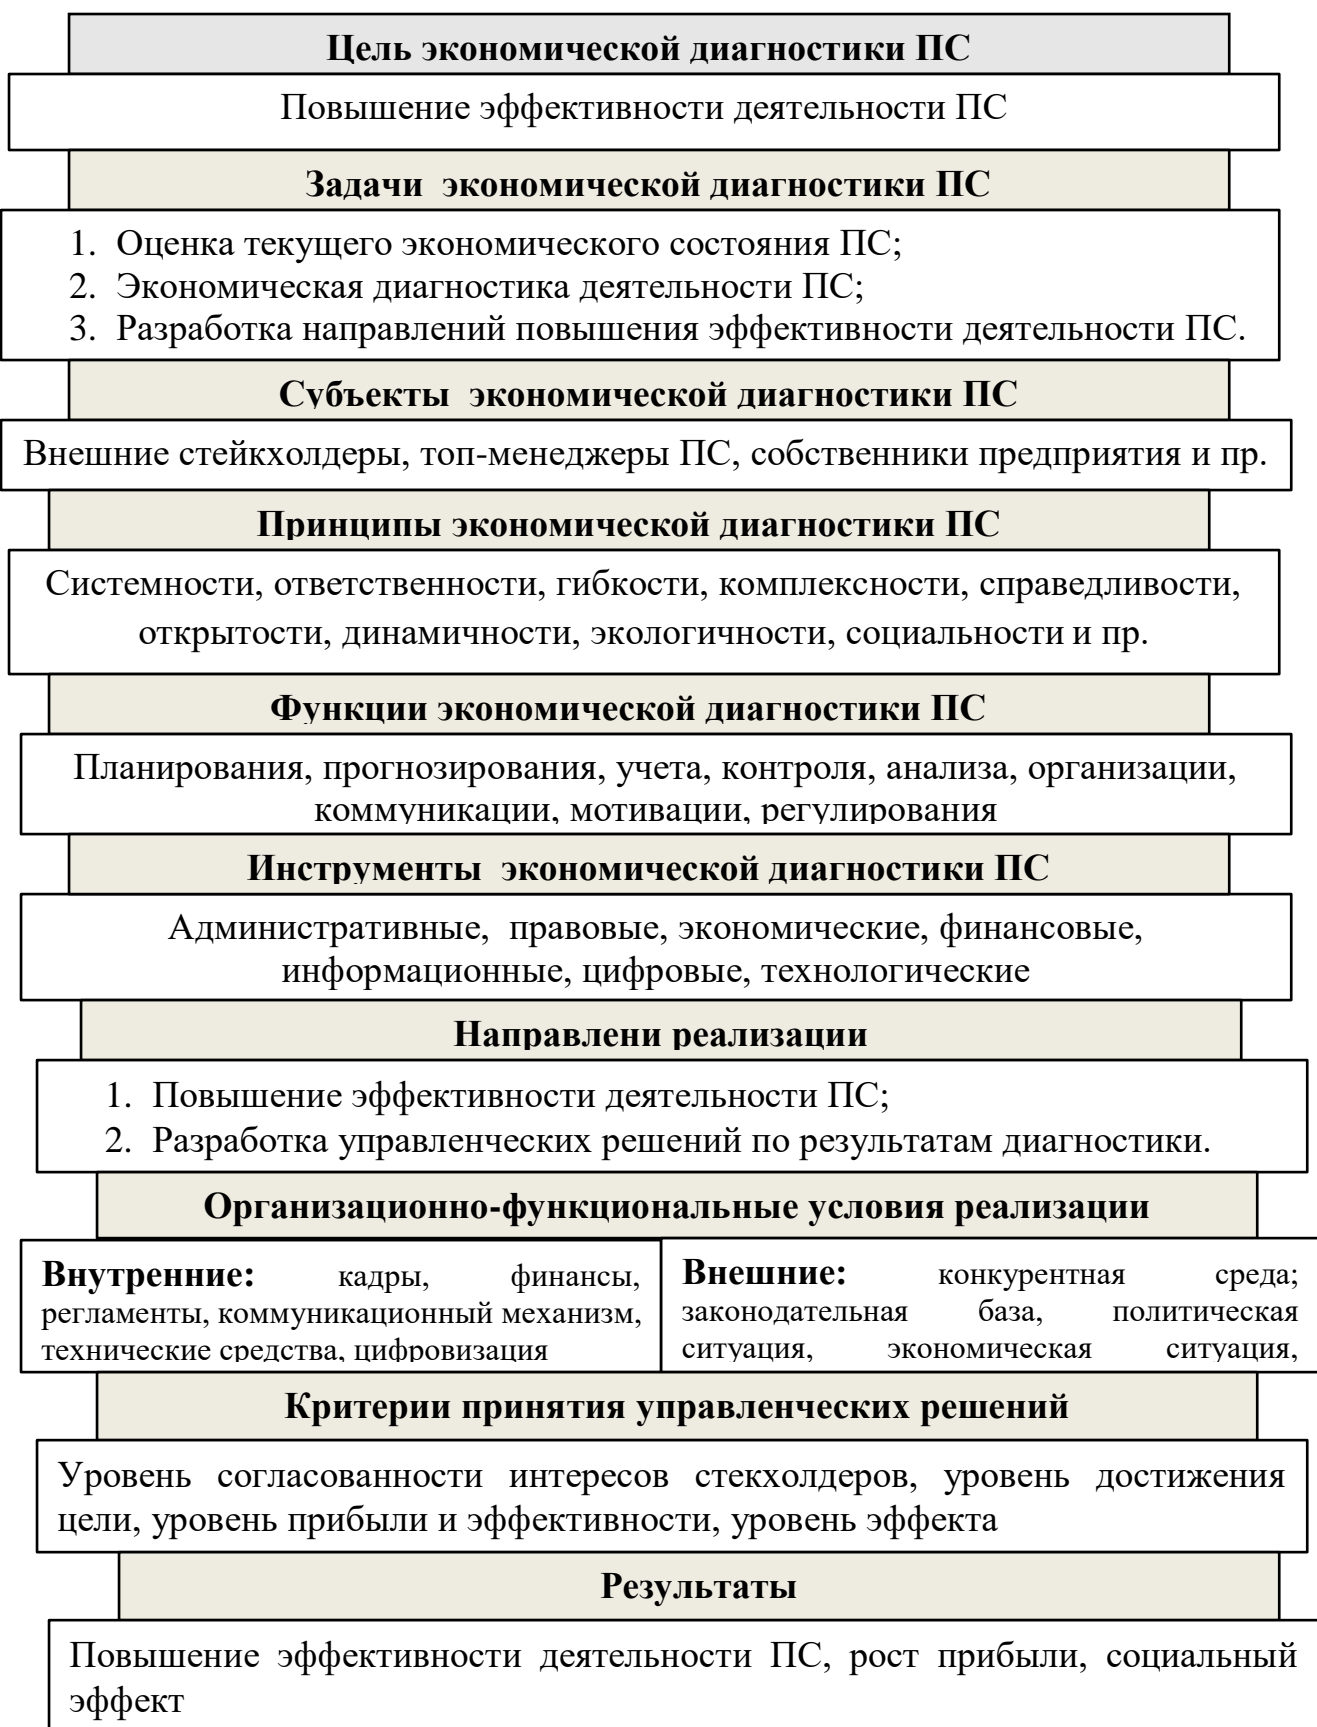 Цель экономической диагностики ПС
Повышение эффективности деятельности ПС
Задачи экономической диагностики ПС
1. Оценка текущего экономического состояния ПС;
2. Экономическая диагностика деятельности ПС;
3. Разработка направлений повышения эффективности деятельности ПС.
Субъекты экономической диагностики ПС
Внешние стейкхолдеры, топ-менеджеры ПС, собственники предприятия и пр.
Принципы экономической диагностики ПС
Системности, ответственности, гибкости, комплексности, справедливости,
открытости, динамичности, экологичности, социальности и пр.
Функции экономической диагностики ПС
Планирования, прогнозирования, учета, контроля, анализа, организации,
коммуникации, мотивации, регулирования
Инструменты экономической диагностики ПС
Административные, правовые, экономические, финансовые,
информационные, цифровые, технологические
Направлени реализации
1. Повышение эффективности деятельности ПС;
2. Разработка управленческих решений по результатам диагностики.
Организационно-функциональные условия реализации
Внутренние: кадры, финансы,
регламенты, коммуникационный механизм,
технические средства, цифровизация
Внешние: конкурентная среда;
законодательная база, политическая
ситуация, экономическая ситуация,
Критерии принятия управленческих решений
Уровень согласованности интересов стекхолдеров, уровень достижения
цели, уровень прибыли и эффективности, уровень эффекта
Результаты
Повышение эффективности деятельности ПС, рост прибыли, социальный
эффект